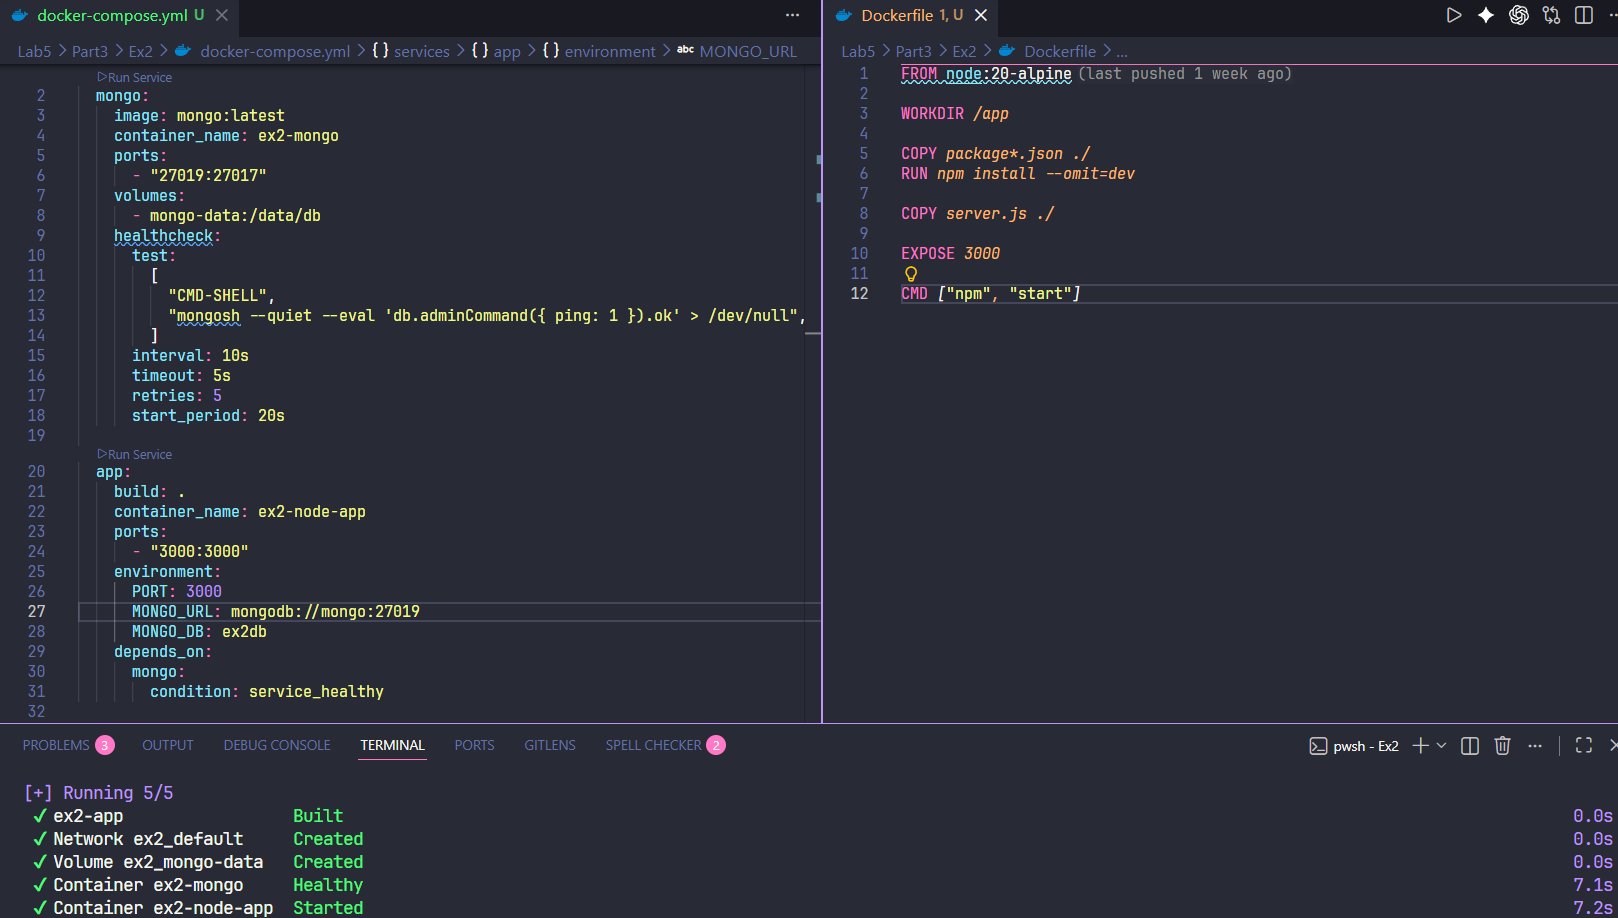 docker-compose.yml U
Lab5 > Part3 > Ex2 > docker-compose.yml > {} services > {} app > {} environment > abc MONGO_URL
Run Service
2 mongo:
3 image: mongo:latest
4 container_name: ex2-mongo
5 ports:
6 - "27019:27017"
7 volumes:
8 - mongo-data:/data/db
9 healthcheck:
10 test:
11 [
12 "CMD-SHELL",
13 "mongosh --quiet --eval 'db.adminCommand({ ping: 1 }).ok' > /dev/null",
14 ]
15 interval: 10s
16 timeout: 5s
17 retries: 5
18 start_period: 20s
19
Run Service
20 app:
21 build: .
22 container_name: ex2-node-app
23 ports:
24 - "3000:3000"
25 environment:
26 PORT: 3000
27 MONGO_URL: mongodb://mongo:27019
28 MONGO_DB: ex2db
29 depends_on:
30 mongo:
31 condition: service_healthy
32
Dockerfile 1, U
Lab5 > Part3 > Ex2 > Dockerfile > ...
1 FROM node:20-alpine (last pushed 1 week ago)
2
3 WORKDIR /app
4
5 COPY package*.json ./
6 RUN npm install --omit=dev
7
8 COPY server.js ./
9
10 EXPOSE 3000
11
12 CMD ["npm", "start"]
PROBLEMS 3 OUTPUT DEBUG CONSOLE TERMINAL PORTS GITLENS SPELL CHECKER 2
pwsh - Ex2
[+] Running 5/5
✓ ex2-app Built 0.0s
✓ Network ex2_default Created 0.0s
✓ Volume ex2_mongo-data Created 0.0s
✓ Container ex2-mongo Healthy 7.1s
✓ Container ex2-node-app Started 7.2s